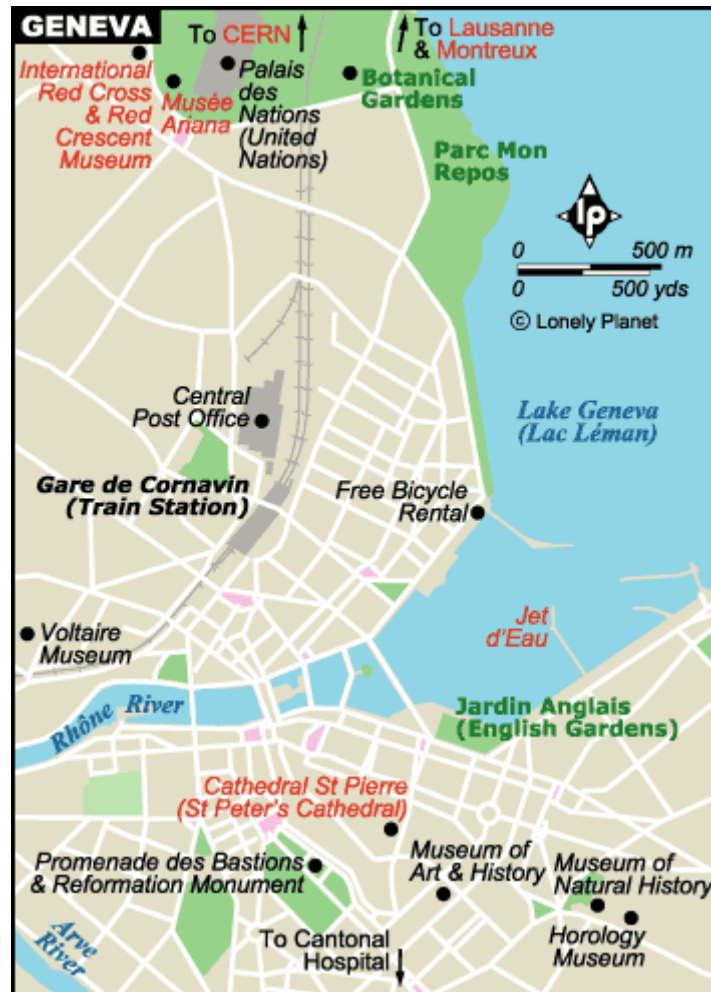 GENEVA
To CERN
To Lausanne
& Montreux
International
Red Cross
& Red
Crescent
Museum
Musée
Ariana
Palais
des
Nations
(United
Nations)
Botanical
Gardens
Parc Mon
Repos
lp
0 500 m
0 500 yds
© Lonely Planet
Central
Post Office
Lake Geneva
(Lac Léman)
Gare de Cornavin
(Train Station)
Free Bicycle
Rental
Voltaire
Museum
Jet
d'Eau
Rhône River
Jardin Anglais
(English Gardens)
Cathedral St Pierre
(St Peter's Cathedral)
Promenade des Bastions
& Reformation Monument
Museum of
Art & History
Museum of
Natural History
Horology
Museum
Arve
River
To Cantonal
Hospital